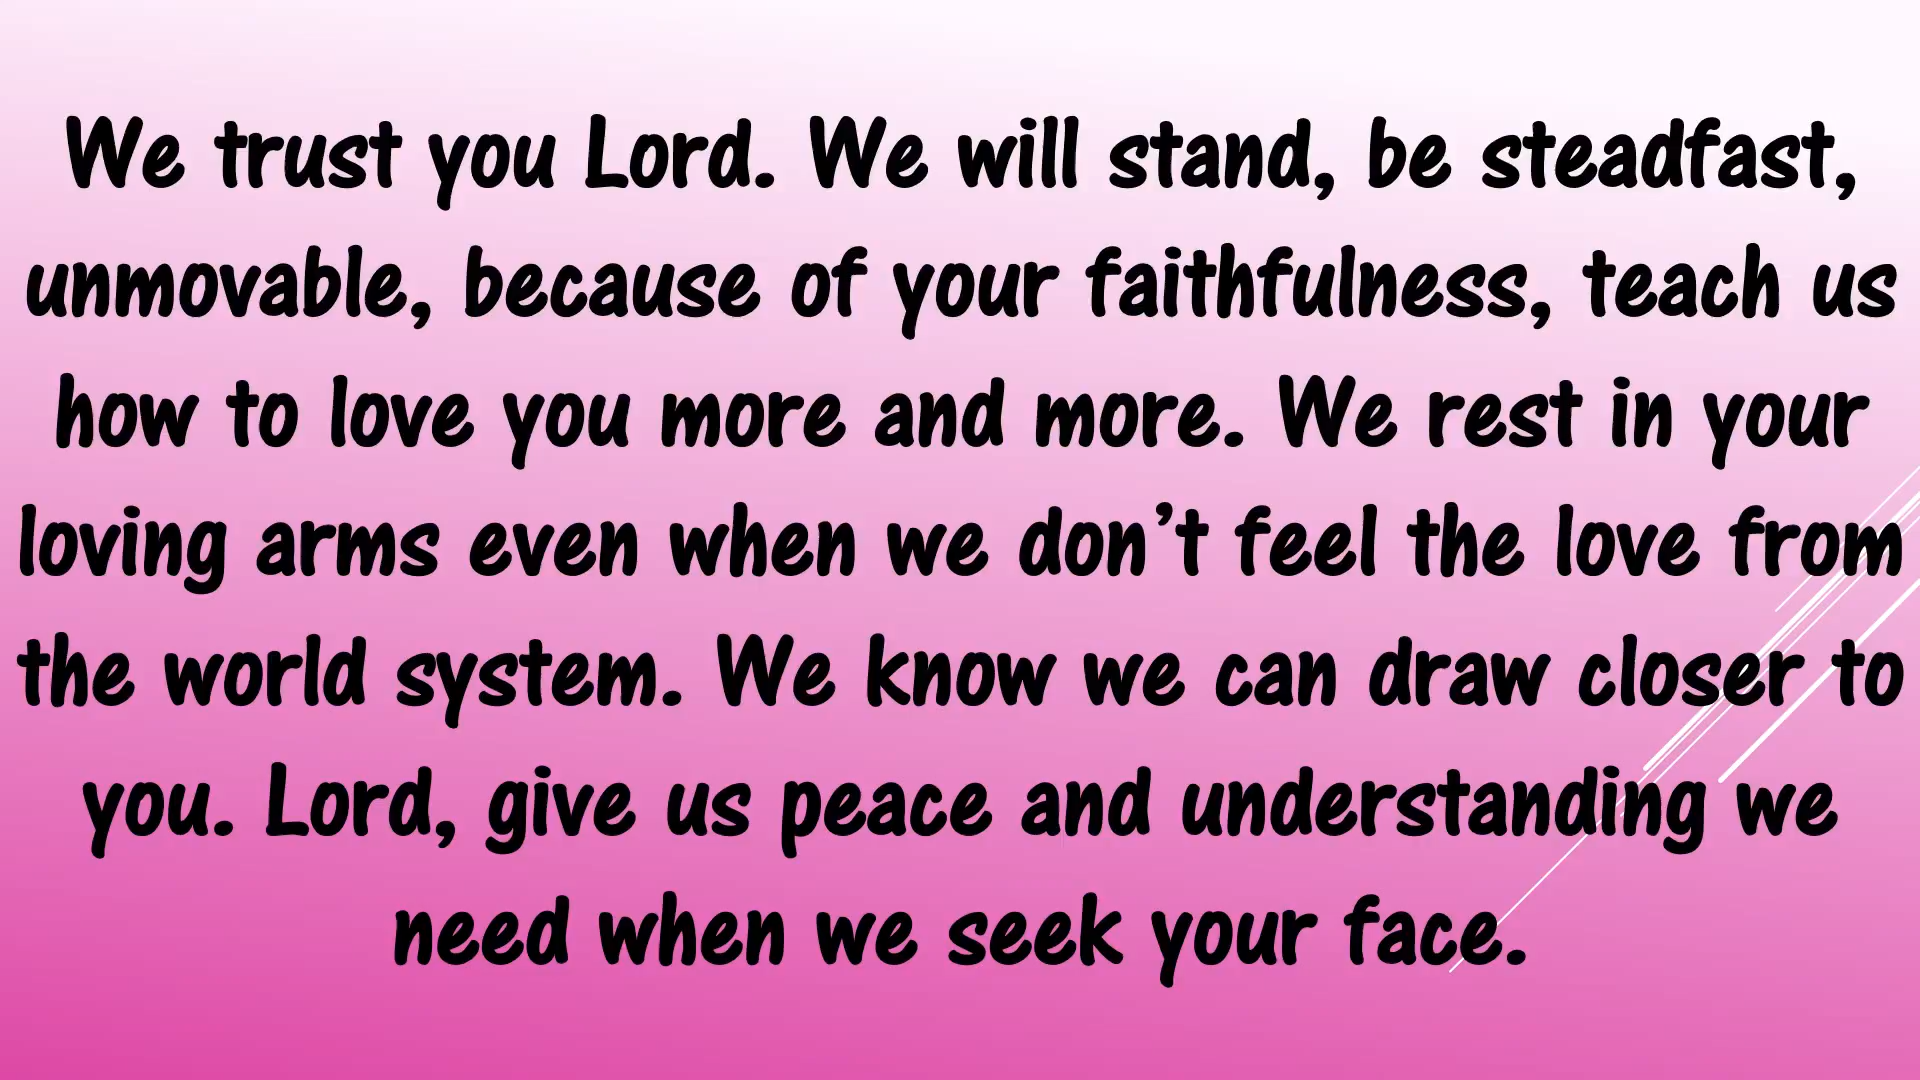 We trust you Lord. We will stand, be steadfast,
unmovable, because of your faithfulness, teach us
how to love you more and more. We rest in your
loving arms even when we don’t feel the love from
the world system. We know we can draw closer to
you. Lord, give us peace and understanding we
need when we seek your face.